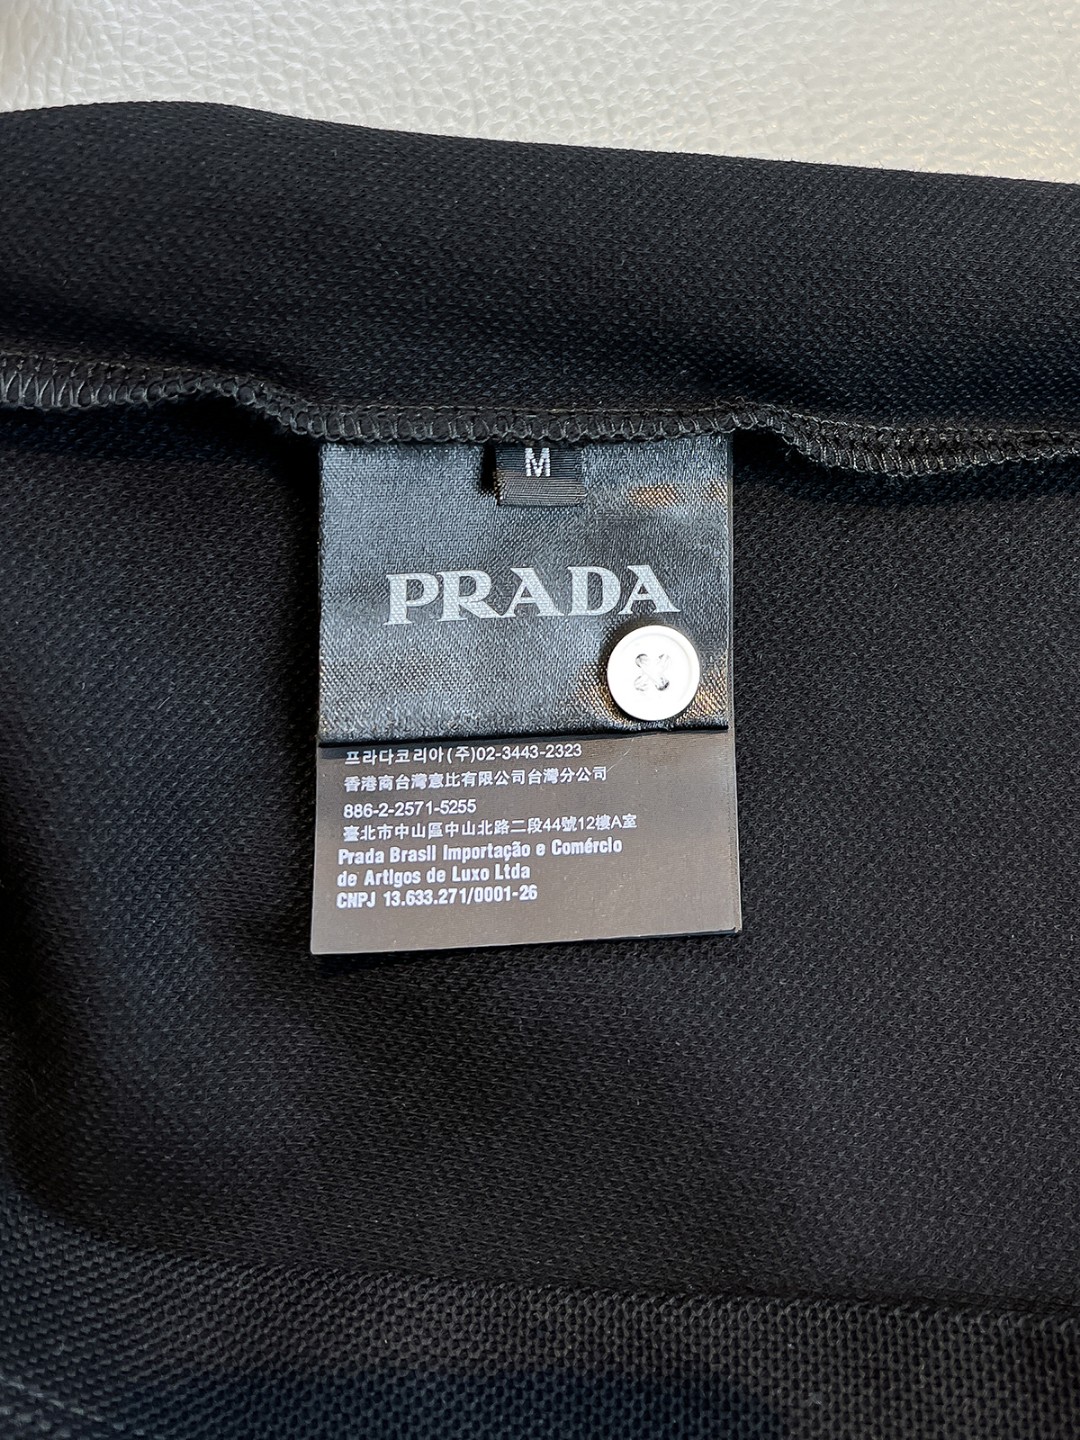 M
PRADA
프라다코리아(주)02-3443-2323
香港商台灣意比有限公司台灣分公司
886-2-2571-5255
臺北市中山區中山北路二段44號12樓A室
Prada Brasil Importação e Comércio
de Artigos de Luxo Ltda
CNPJ 13.633.271/0001-26